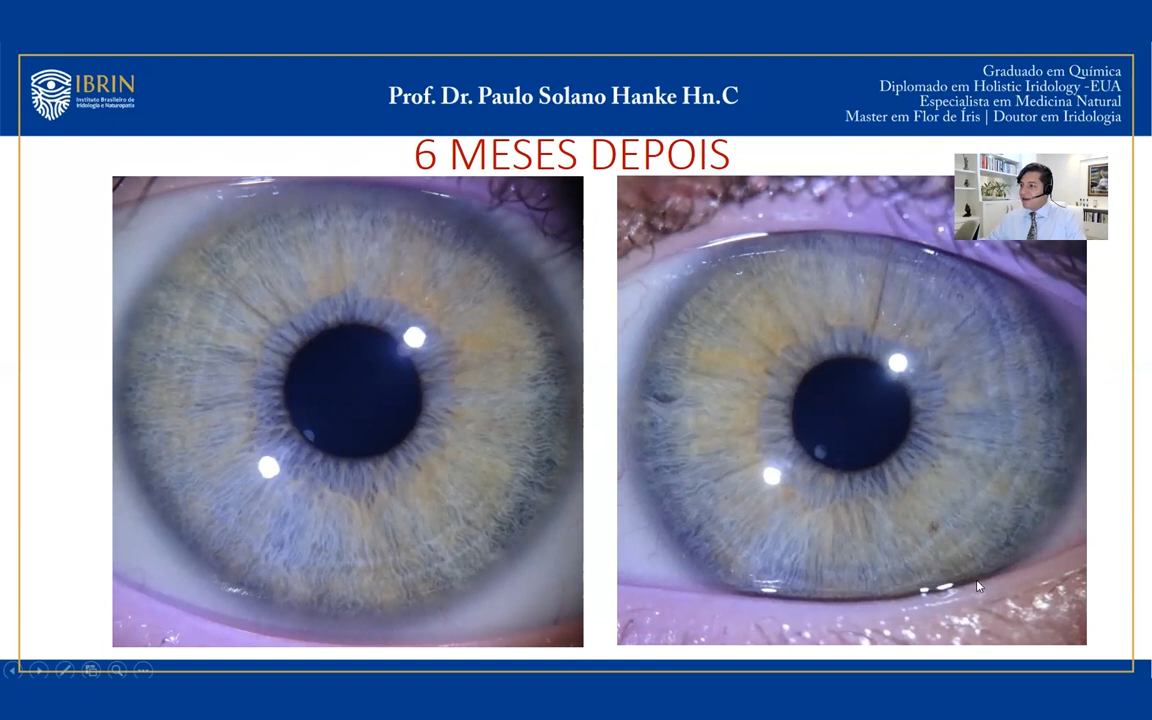 IBRIN
Instituto Brasileiro de
Iridologia e Naturopatia
Prof. Dr. Paulo Solano Hanke Hn.C
Graduado em Química
Diplomado em Holistic Iridology -EUA
Especialista em Medicina Natural
Master em Flor de Íris | Doutor em Iridologia
6 MESES DEPOIS